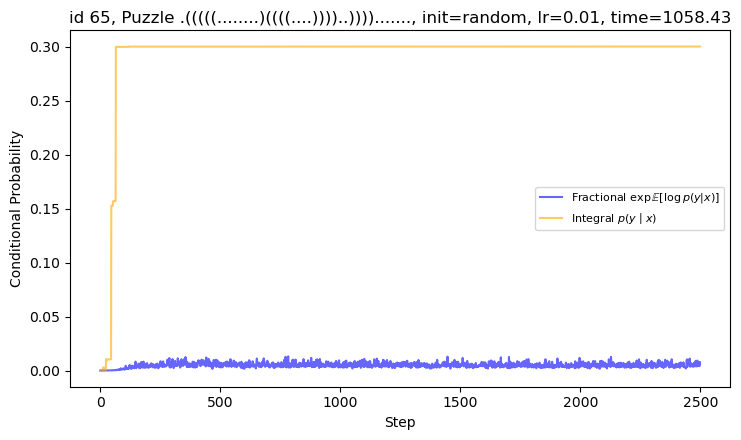 id 65, Puzzle .(((((........)((((....))))..))))......., init=random, lr=0.01, time=1058.43
Conditional Probability
0.30
0.25
0.20
0.15
0.10
0.05
0.00
Fractional exp𝔼[log p(y|x)]
Integral p(y | x)
0
500
1000
1500
2000
2500
Step